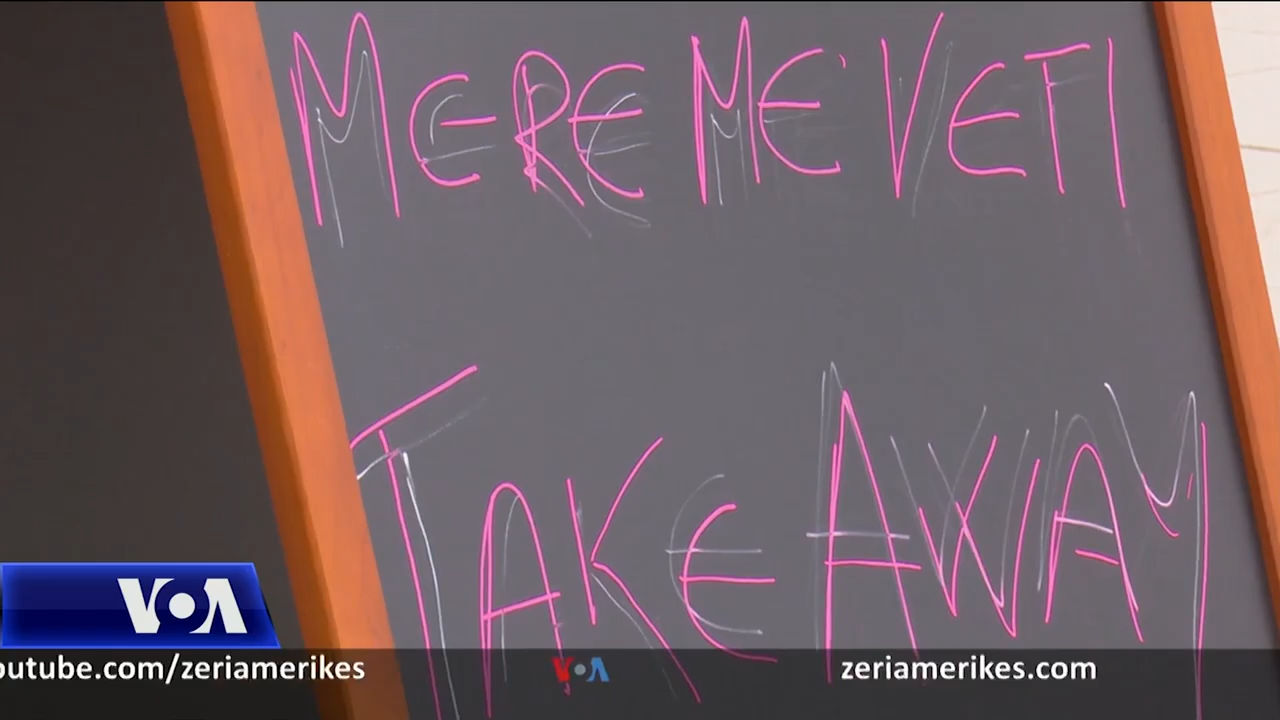 MERE ME' VETI
TAKE AWAY
VOA
outube.com/zeriamerikes
VOA
zeriamerikes.com